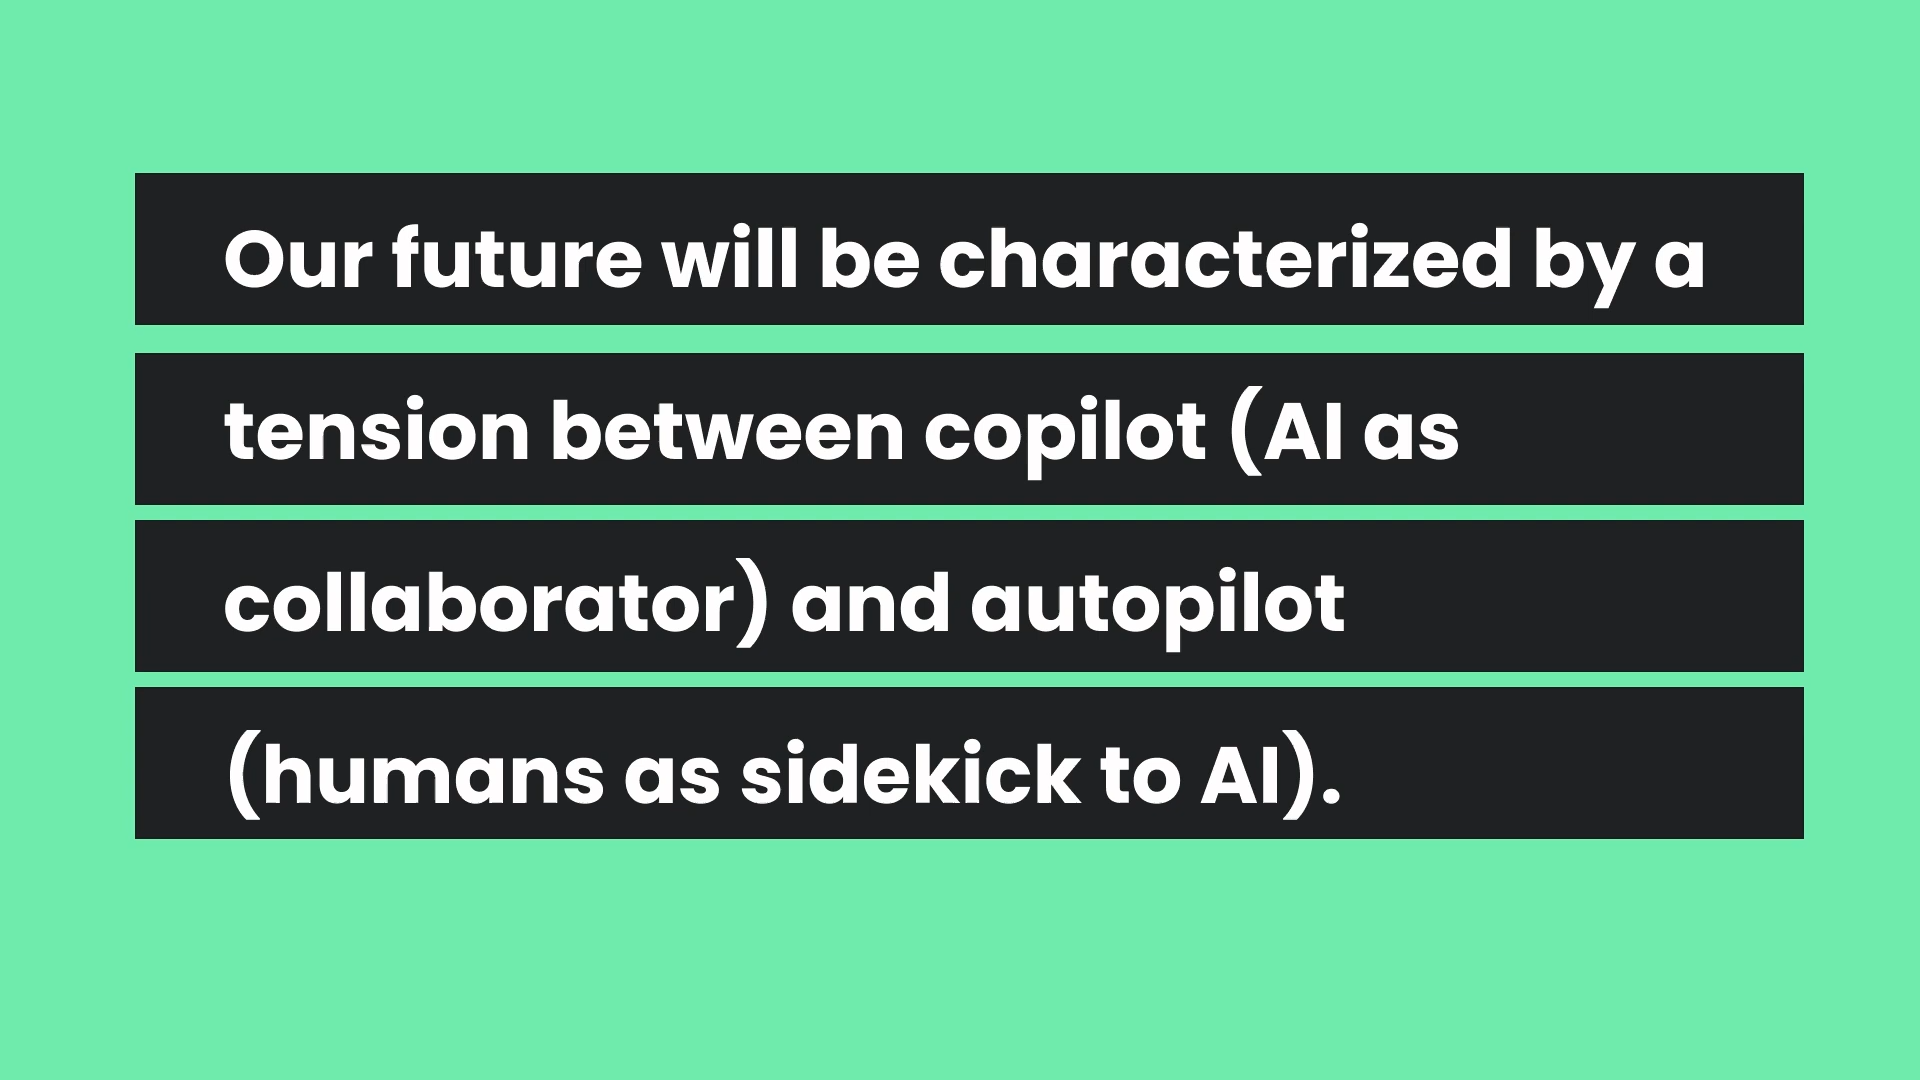 Our future will be characterized by a
tension between copilot (AI as
collaborator) and autopilot
(humans as sidekick to AI).